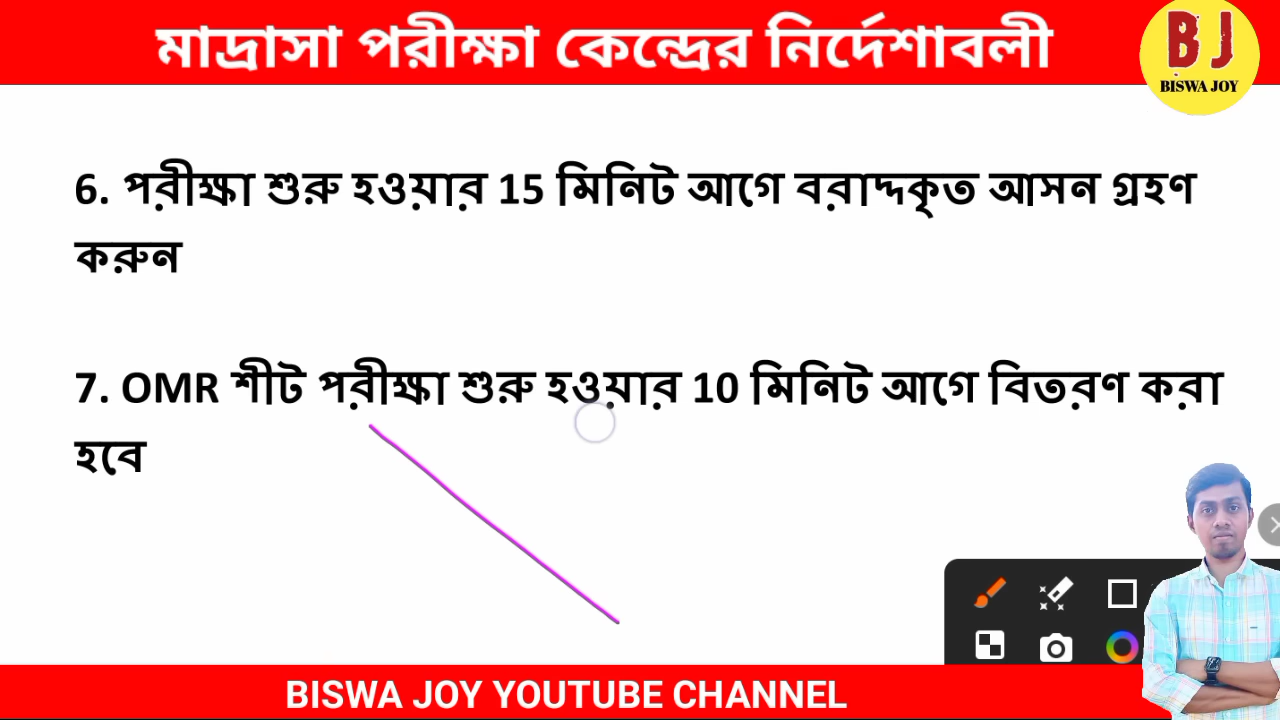 মাদ্রাসা পরীক্ষা কেন্দ্রের নির্দেশাবলী
BJ
BISWA JOY
6. পরীক্ষা শুরু হওয়ার 15 মিনিট আগে বরাদ্দকৃত আসন গ্রহণ
করুন
7. OMR শীট পরীক্ষা শুরু হওয়ার 10 মিনিট আগে বিতরণ করা
হবে
BISWA JOY YOUTUBE CHANNEL